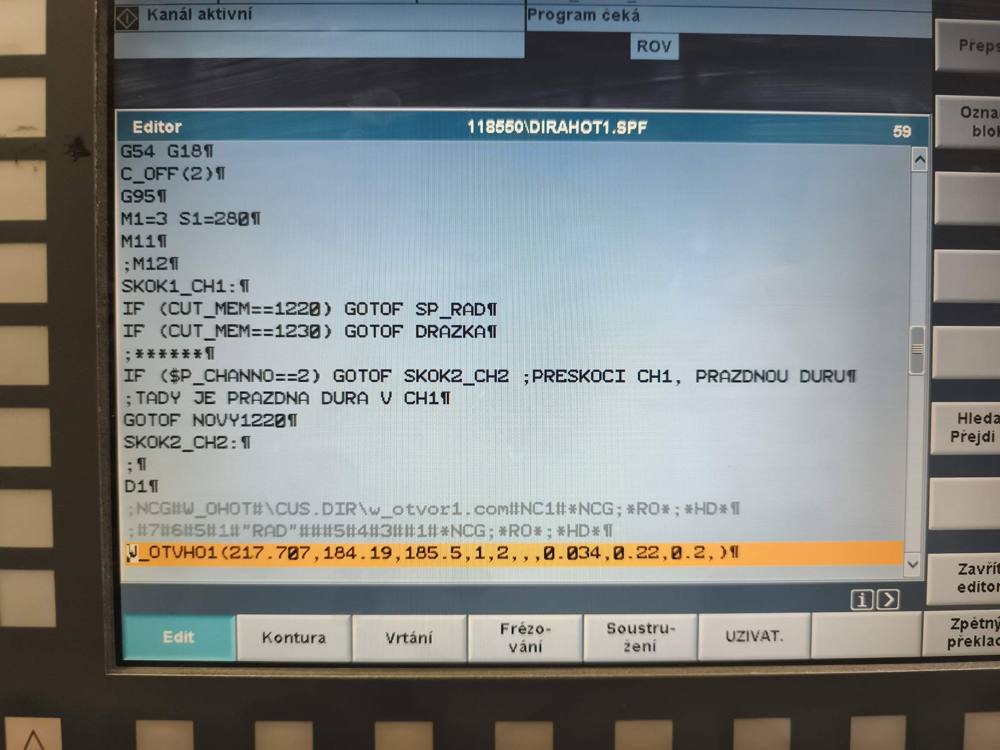 Kanál aktivní
Program čeká
ROV
Editor
118550\DIRAHOT1.SPF
59
G54 G18¶
C_OFF(2)¶
G95¶
M1=3 S1=280¶
M11¶
;M12¶
SKOK1_CH1:¶
IF (CUT_MEM==1220) GOTOF SP_RAD¶
IF (CUT_MEM==1230) GOTOF DRAZKA¶
;******¶
IF ($P_CHANNO==2) GOTOF SKOK2_CH2 ;PRESKOCI CH1, PRAZDNOU DURU¶
;TADY JE PRAZDNA DURA V CH1¶
GOTOF NOVY1220¶
SKOK2_CH2:¶
;¶
D1¶
;NCG#W_OHOT#\CUS.DIR\w_otvor1.com#NC1#*NCG;*RO*;*HD*¶
;#7#6#5#1#"RAD"###5#4#3##1#*NCG;*RO*;*HD*¶
W_OTVHO1(217.707,184.19,185.5,1,2,,,0.034,0.22,0.2,)¶
Edit
Kontura
Vrtání
Frézo-
vání
Soustru-
žení
UZIVAT.
Přeps
Označ
blok
Hleda
Přejdi
Zavřít
editor
Zpětný
překlad